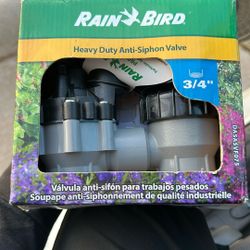 RAIN BIRD
Heavy Duty Anti-Siphon Valve
3/4"
RAIN
Válvula anti-sifón para trabajos pesados
Soupape anti-siphonnement de qualité industrielle